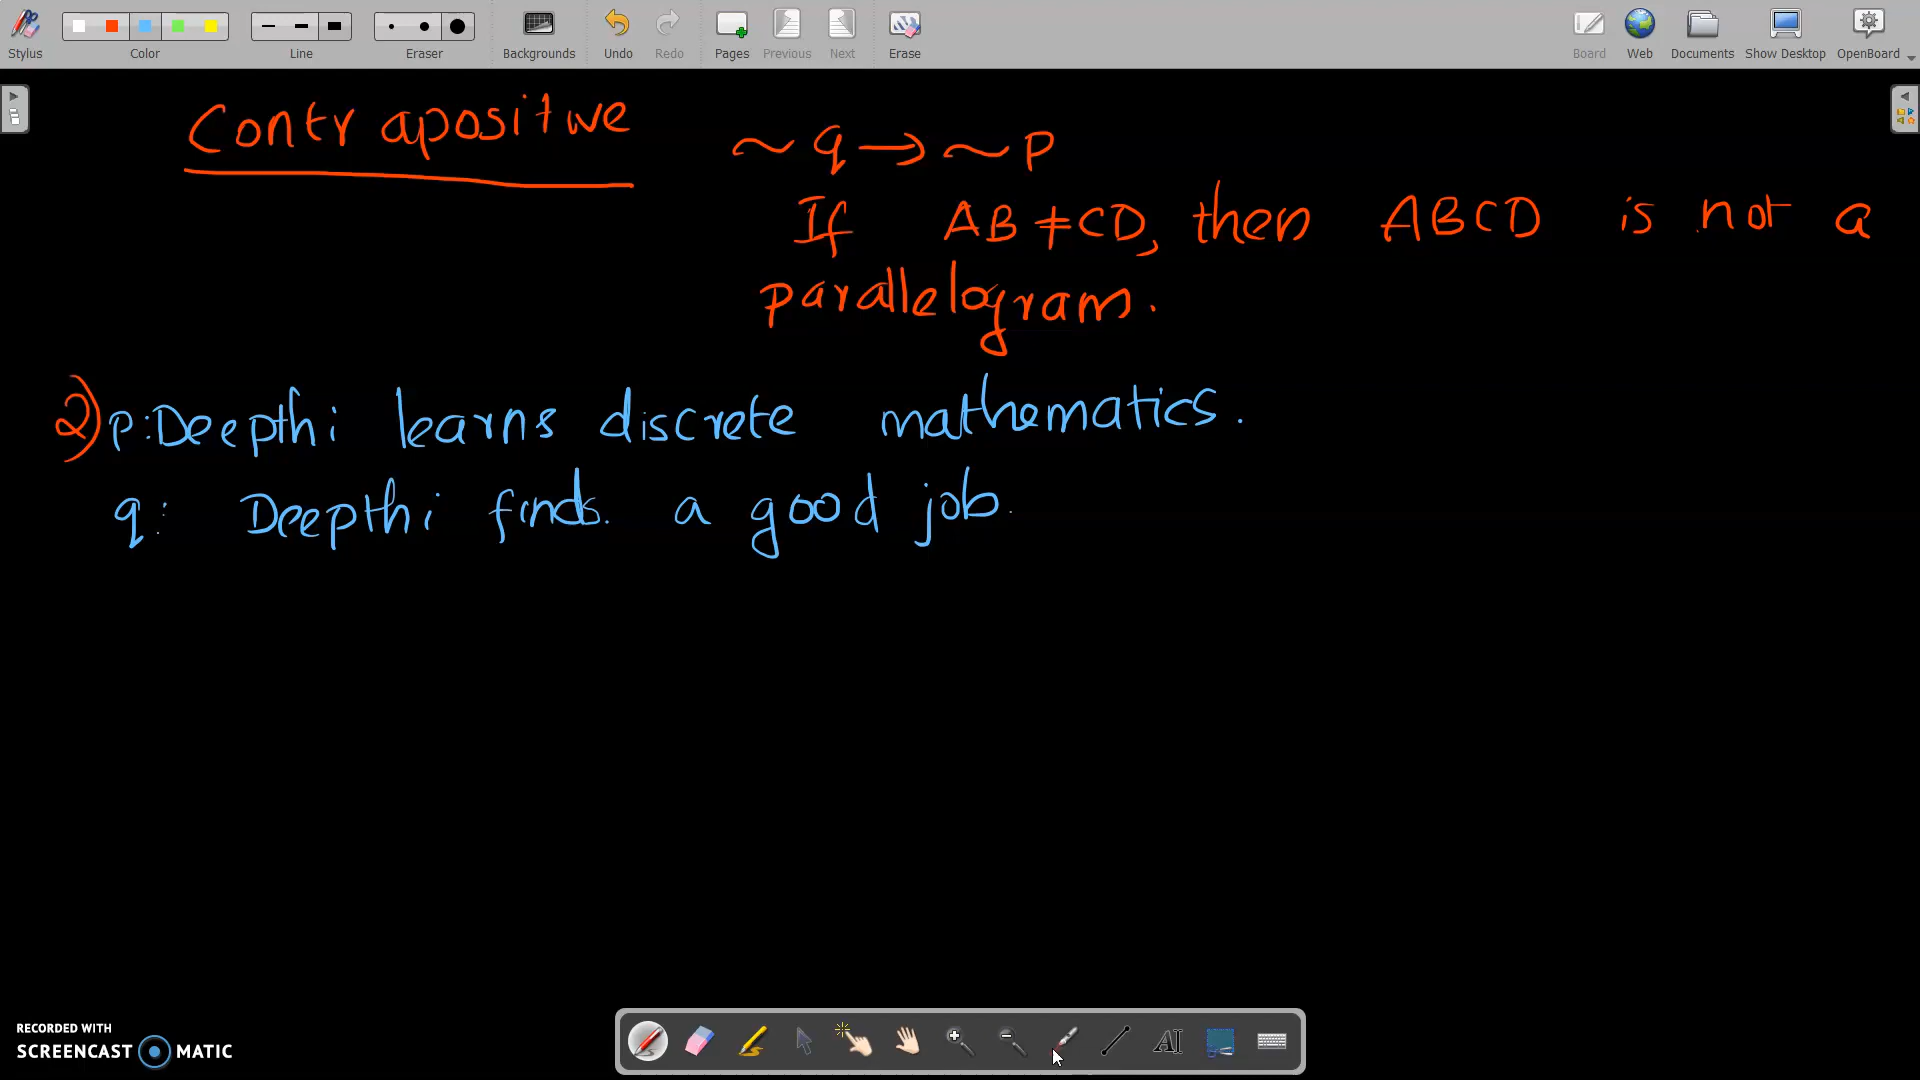 Stylus Color Line Eraser Backgrounds Undo Redo Pages Previous Next Erase Board Web Documents Show Desktop OpenBoard
Contrapositive
~q → ~p
If AB ≠ CD, then ABCD is not a
parallelogram.
2) p: Deepthi learns discrete mathematics.
q: Deepthi finds a good job.
RECORDED WITH
SCREENCAST MATIC